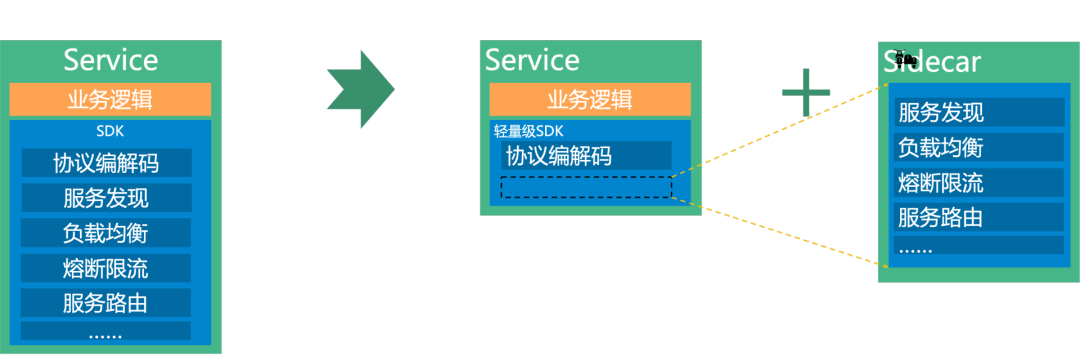 Service
业务逻辑
SDK
协议编解码
服务发现
负载均衡
熔断限流
服务路由
......
Service
业务逻辑
轻量级SDK
协议编解码
Sidecar
服务发现
负载均衡
熔断限流
服务路由
......